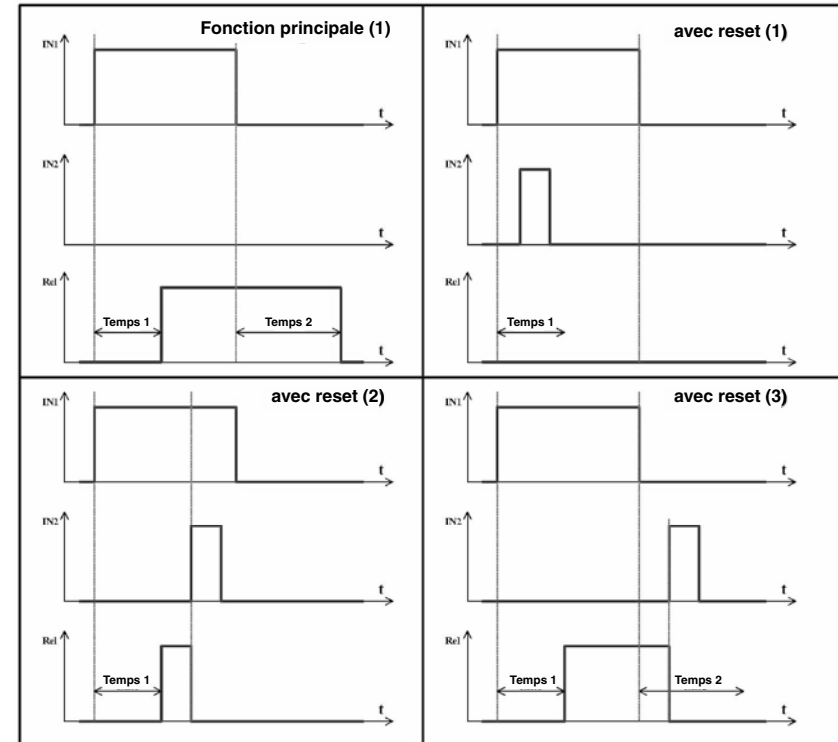 Fonction principale (1)
IN1
t
IN2
t
Rel
Temps 1
Temps 2
t
avec reset (1)
IN1
t
IN2
t
Rel
Temps 1
t
avec reset (2)
IN1
t
IN2
t
Rel
Temps 1
t
avec reset (3)
IN1
t
IN2
t
Rel
Temps 1
Temps 2
t